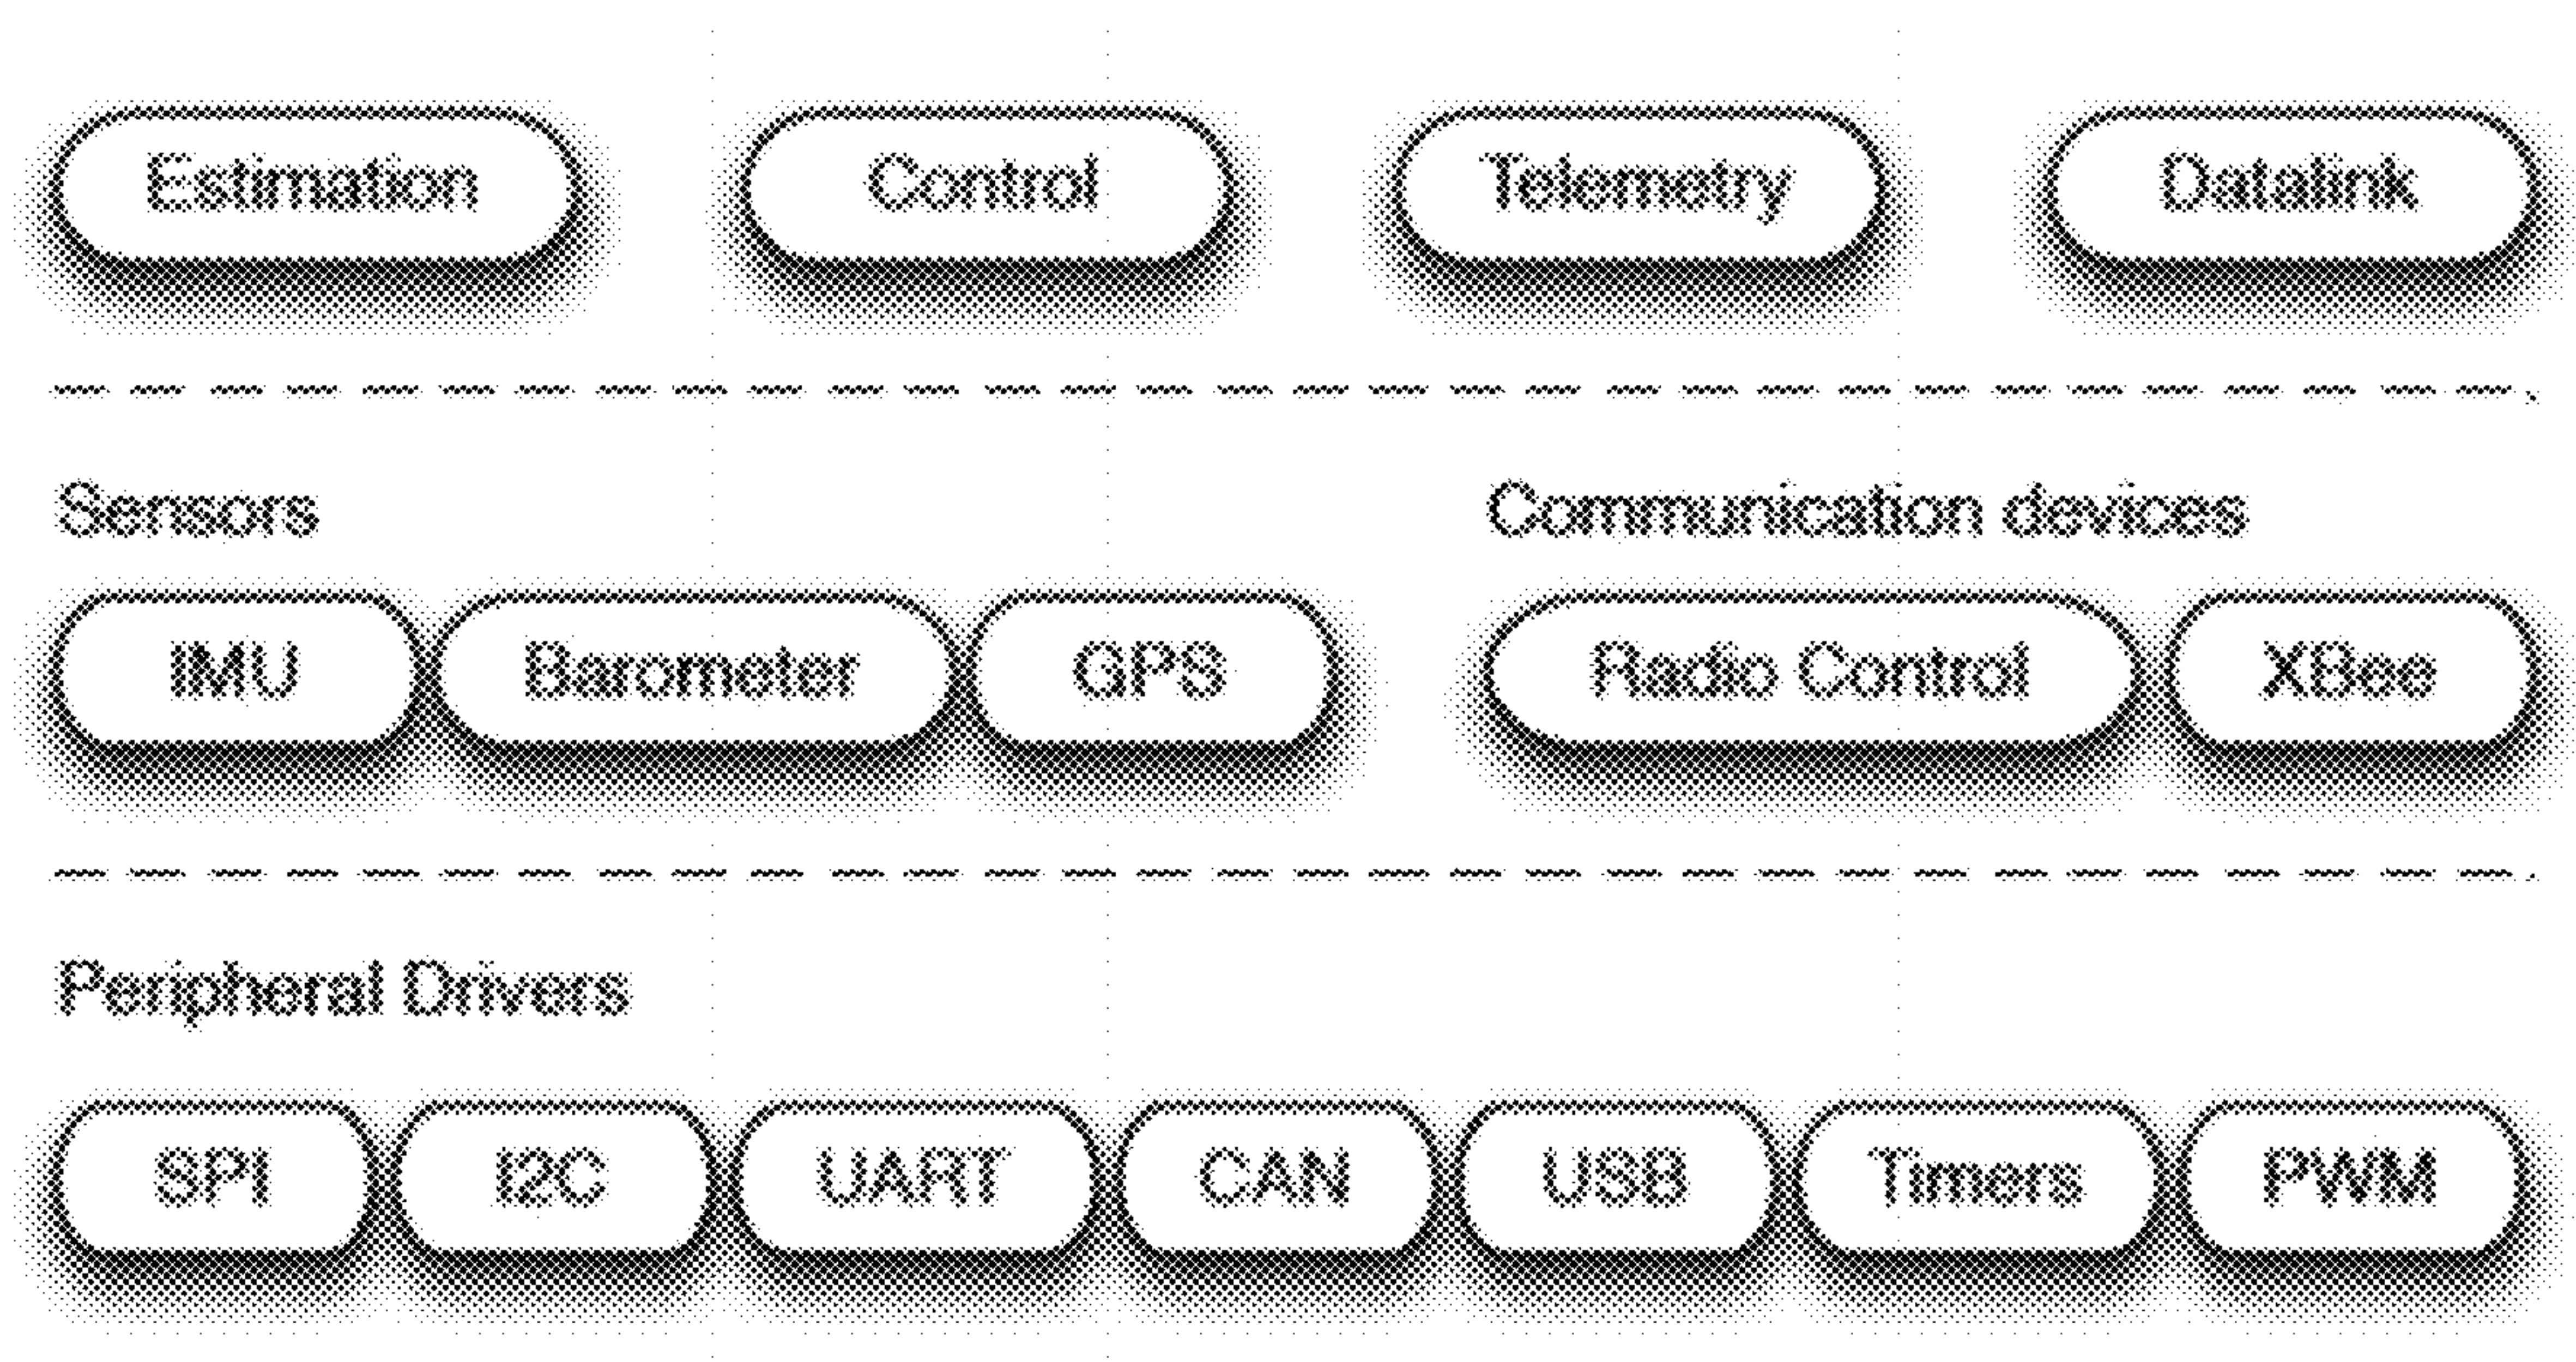 Estimation Control Telemetry Datalink
Sensors Communication devices
IMU Barometer GPS Radio Control XBee
Peripheral Drivers
SPI I2C UART CAN USB Timers PWM